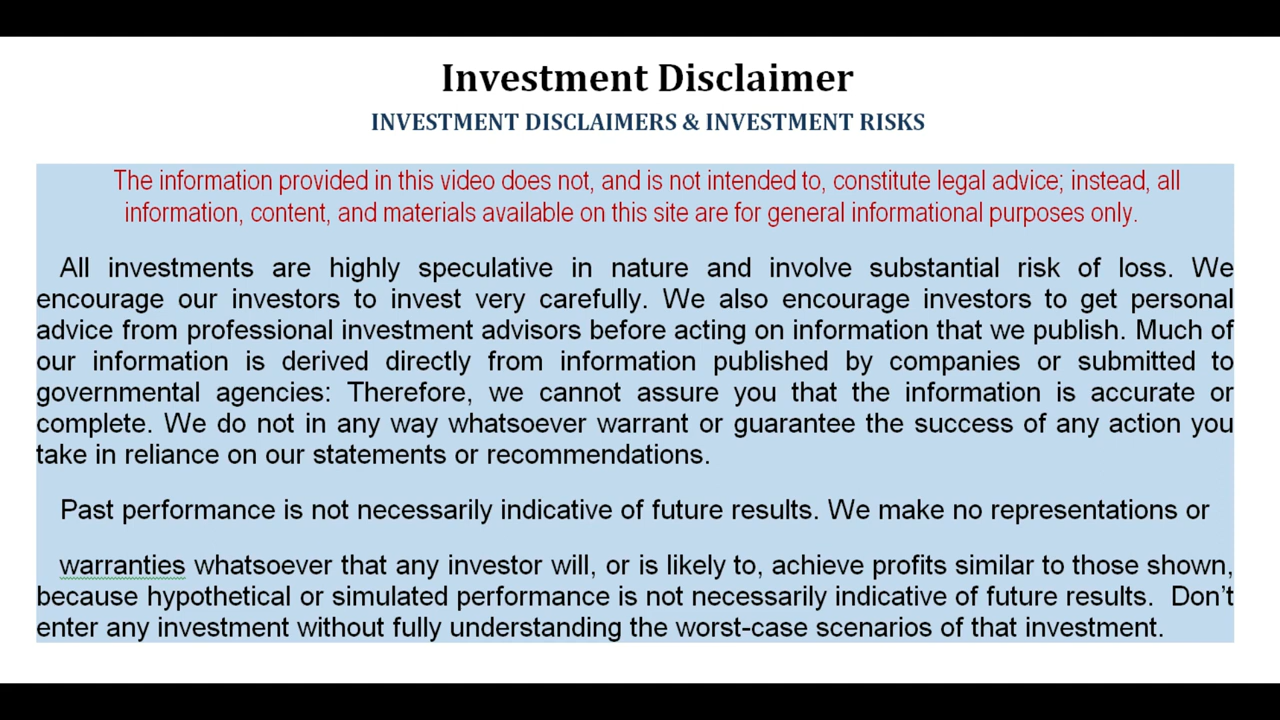 Investment Disclaimer
INVESTMENT DISCLAIMERS & INVESTMENT RISKS
The information provided in this video does not, and is not intended to, constitute legal advice; instead, all
information, content, and materials available on this site are for general informational purposes only.
All investments are highly speculative in nature and involve substantial risk of loss. We
encourage our investors to invest very carefully. We also encourage investors to get personal
advice from professional investment advisors before acting on information that we publish. Much of
our information is derived directly from information published by companies or submitted to
governmental agencies: Therefore, we cannot assure you that the information is accurate or
complete. We do not in any way whatsoever warrant or guarantee the success of any action you
take in reliance on our statements or recommendations.
Past performance is not necessarily indicative of future results. We make no representations or
warranties whatsoever that any investor will, or is likely to, achieve profits similar to those shown,
because hypothetical or simulated performance is not necessarily indicative of future results. Don’t
enter any investment without fully understanding the worst-case scenarios of that investment.